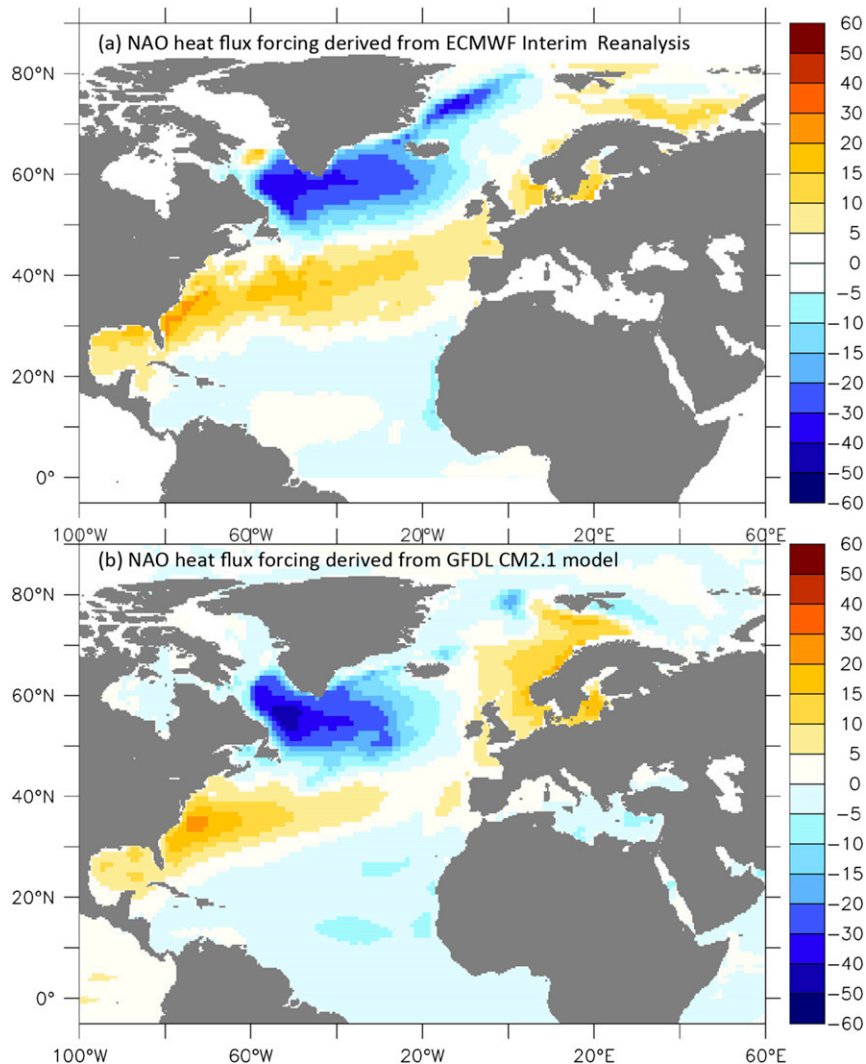 (a) NAO heat flux forcing derived from ECMWF Interim Reanalysis
80°N
60°N
40°N
20°N
0°
100°W
60°W
20°W
20°E
60°E
60
50
40
30
20
15
10
5
0
−5
−10
−15
−20
−30
−40
−50
−60
(b) NAO heat flux forcing derived from GFDL CM2.1 model
80°N
60°N
40°N
20°N
0°
100°W
60°W
20°W
20°E
60°E
60
50
40
30
20
15
10
5
0
−5
−10
−15
−20
−30
−40
−50
−60